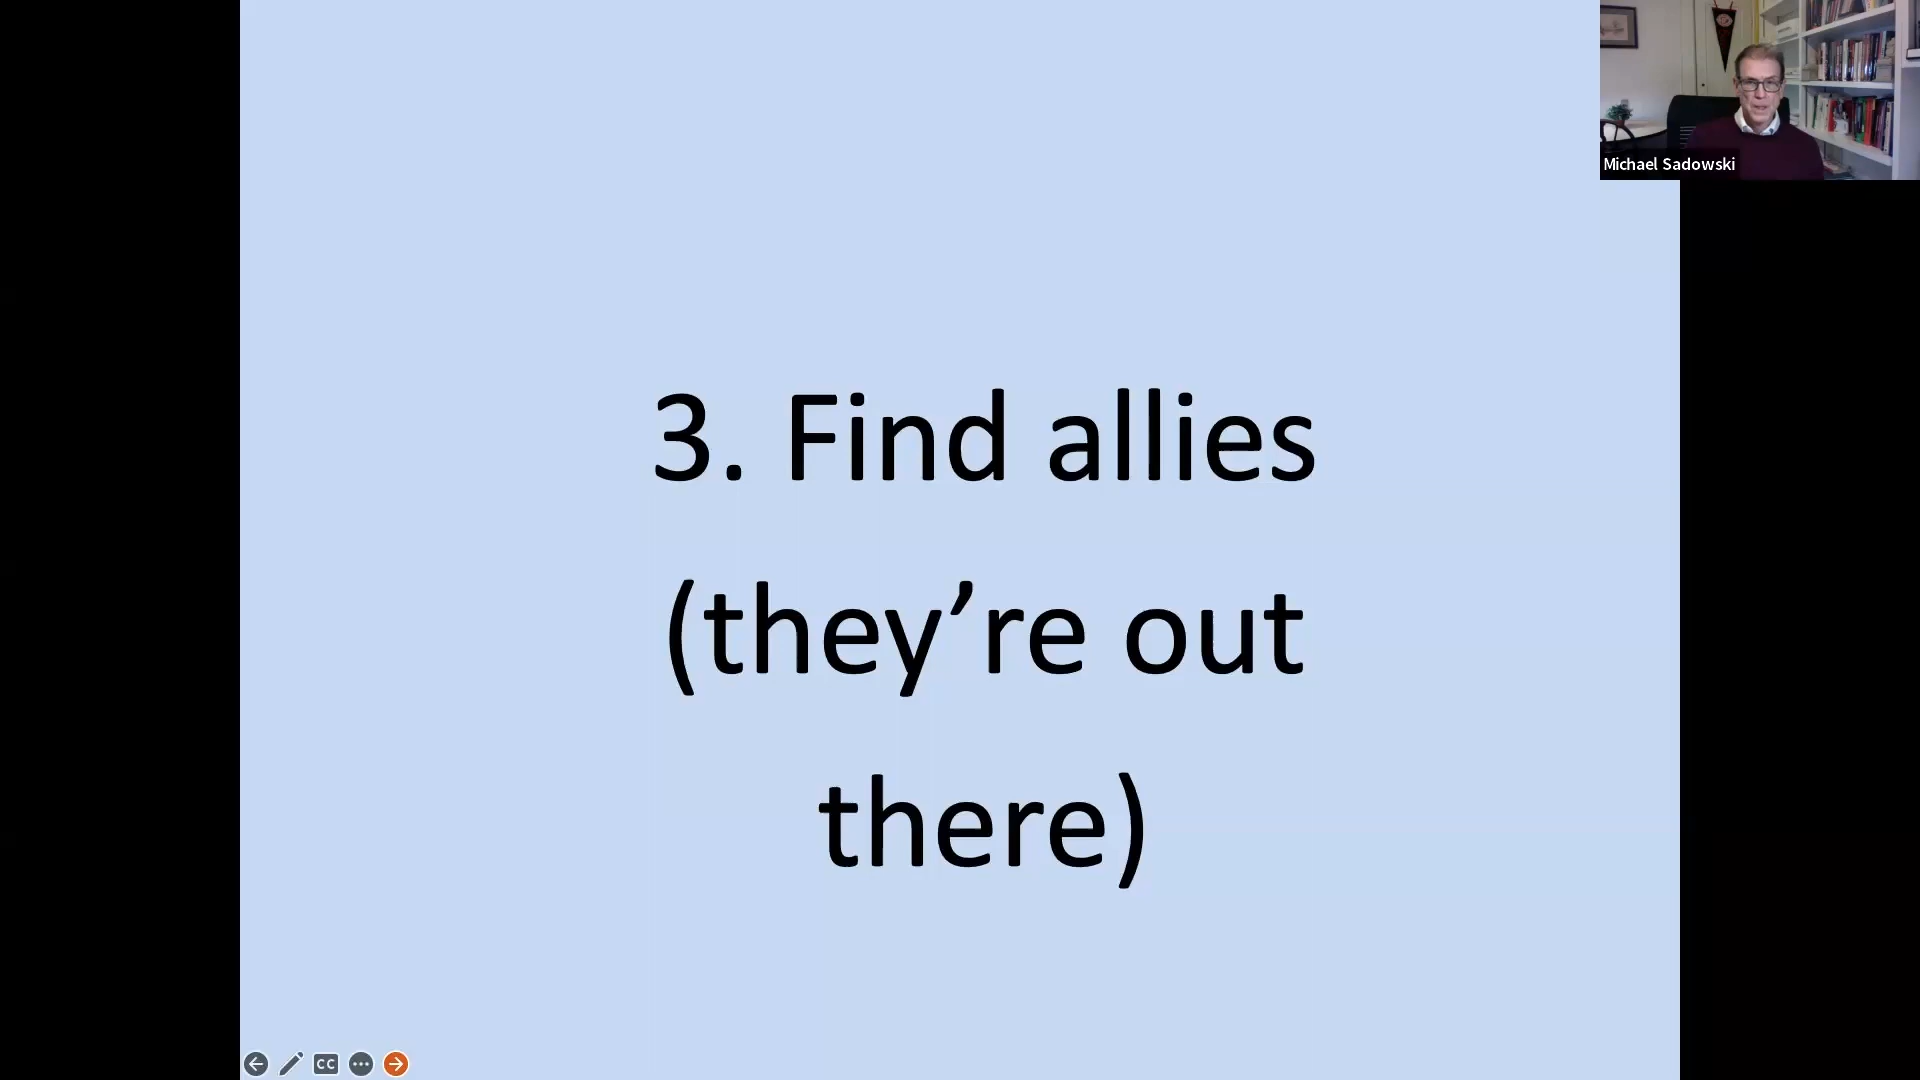 Michael Sadowski
3. Find allies
(they’re out
there)
CC